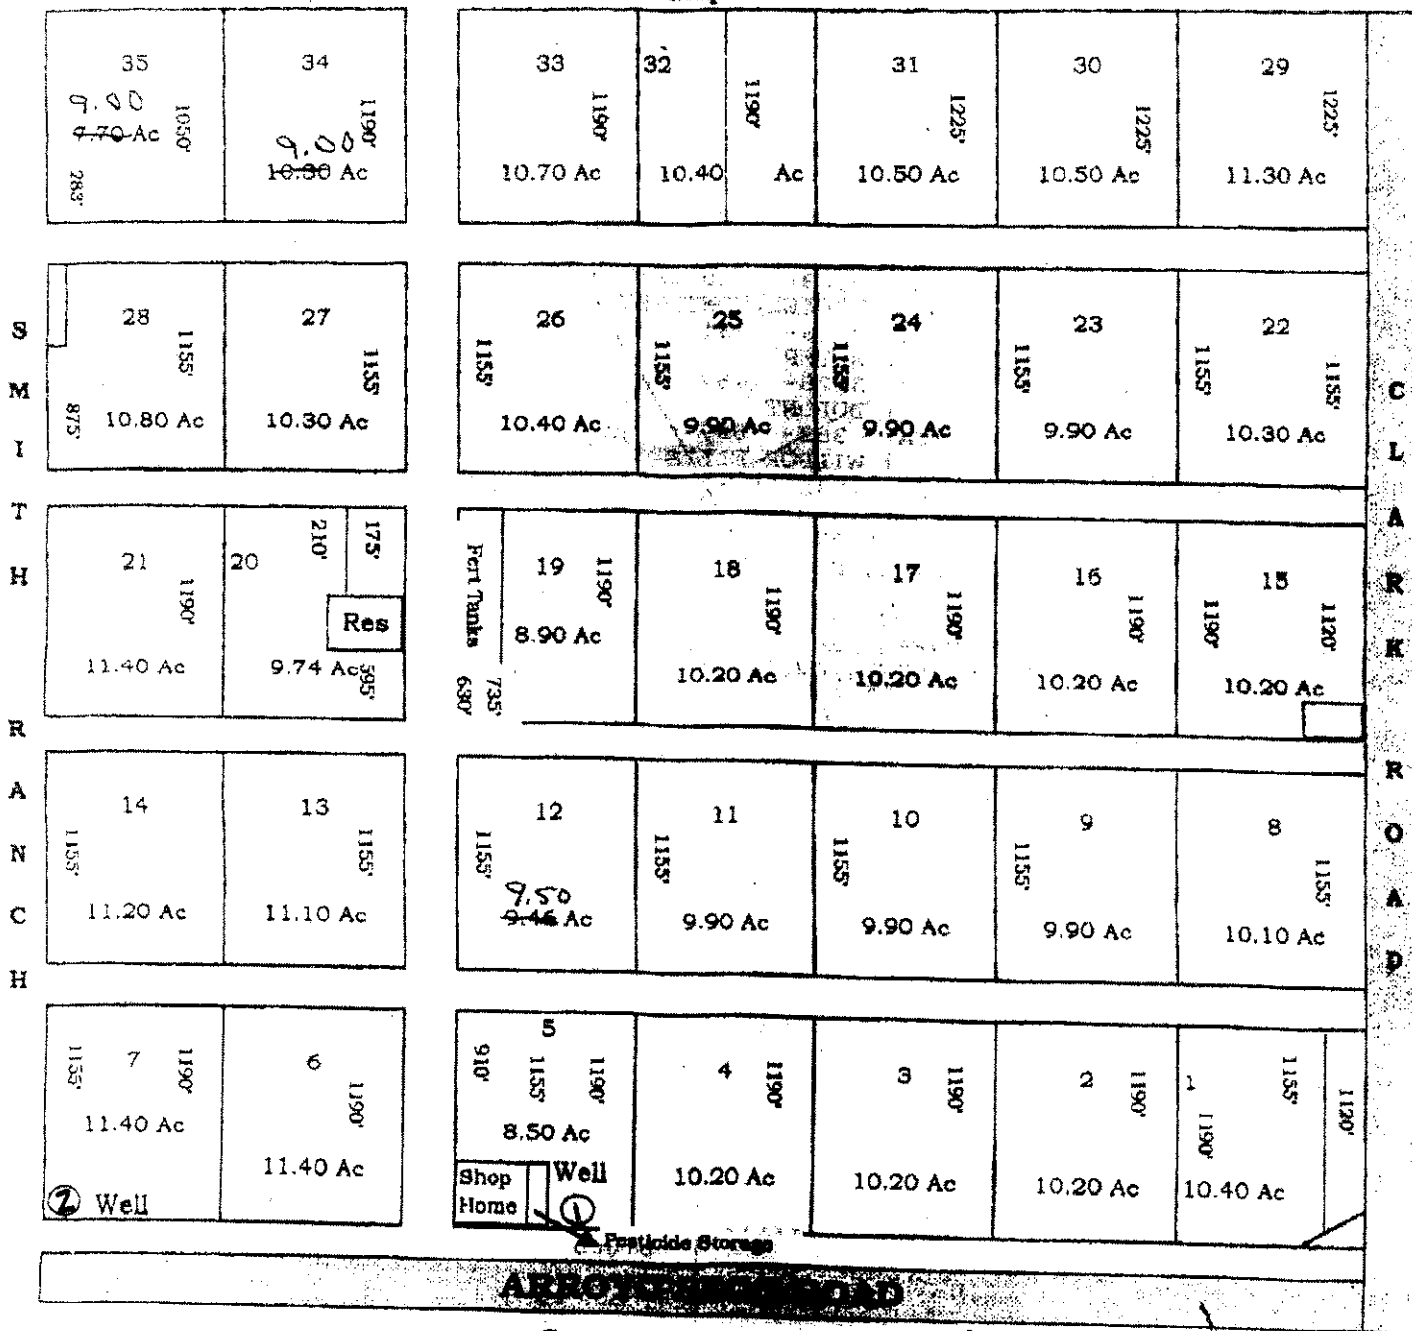 35 34 33 32 31 30 29
9.00
9.70 Ac 1050' 283'
9.00
10.30 Ac 1190'
1190' 10.70 Ac
1190' 10.40 Ac
1225' 10.50 Ac
1225' 10.50 Ac
1225' 11.30 Ac
28 27 26 25 24 23 22
1155' 875' 10.80 Ac
1155' 10.30 Ac
1155' 10.40 Ac
1155' 9.90 Ac
1155' 9.90 Ac
1155' 9.90 Ac
1155' 1155' 10.30 Ac
21 20 19 18 17 16 15
1190' 11.40 Ac
210' 175' Res
9.74 Ac 595'
Fert Tanks 735' 630'
1190' 8.90 Ac
1190' 10.20 Ac
1190' 10.20 Ac
1190' 10.20 Ac
1190' 1120' 10.20 Ac
14 13 12 11 10 9 8
1155' 11.20 Ac
1155' 11.10 Ac
1155'
9.50
9.46 Ac
1155' 9.90 Ac
1155' 9.90 Ac
1155' 9.90 Ac
1155' 10.10 Ac
7 6 5 4 3 2 1
1155' 1190' 11.40 Ac
2 Well
1190' 11.40 Ac
910' 1155' 1190' 8.50 Ac
Shop
Home
Well
1
Pesticide Storage
1190' 10.20 Ac
1190' 10.20 Ac
1190' 10.20 Ac
1155' 1190' 1120' 10.40 Ac
SMITH RANCH
CLARK ROAD
ROAD